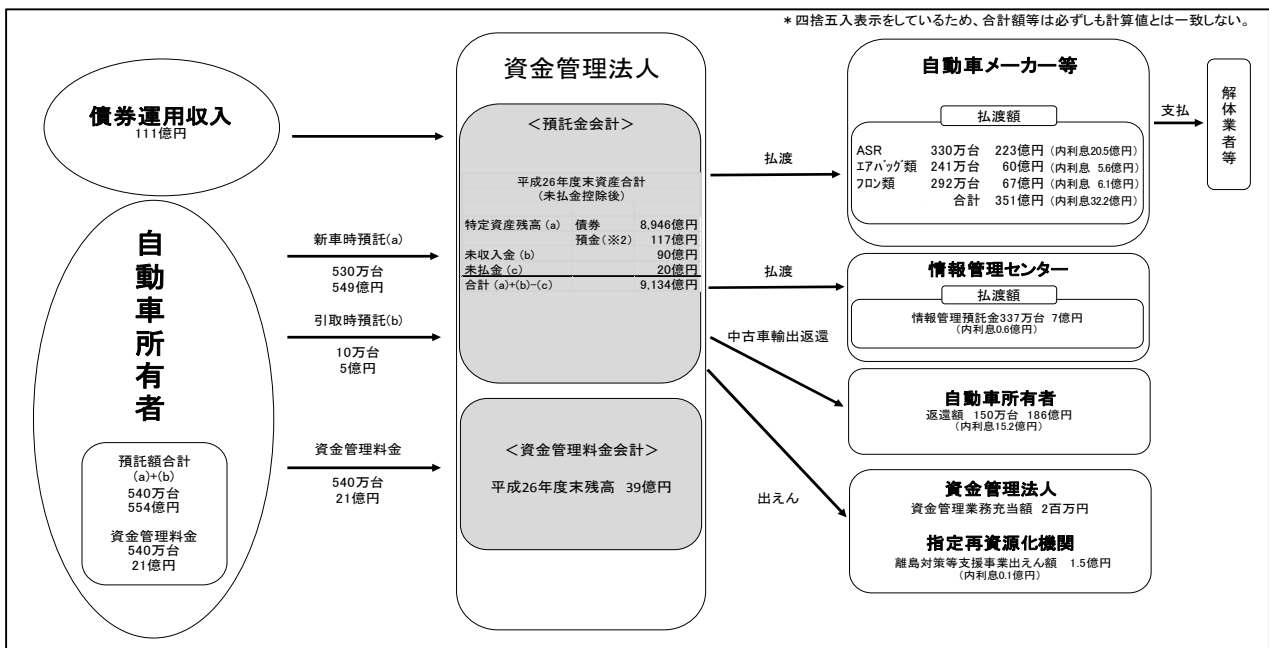 ＊四捨五入表示をしているため、合計額等は必ずしも計算値とは一致しない。
債券運用収入
111億円
自動車所有者
預託額合計
(a)+(b)
540万台
554億円
資金管理料金
540万台
21億円
新車時預託(a)
530万台
549億円
引取時預託(b)
10万台
5億円
資金管理料金
540万台
21億円
資金管理法人
＜預託金会計＞
平成26年度末資産合計
(未払金控除後)
特定資産残高 (a) 債券 8,946億円
預金(※2) 117億円
未収入金 (b) 90億円
未払金 (c) 20億円
合計 (a)+(b)-(c) 9,134億円
＜資金管理料金会計＞
平成26年度末残高 39億円
払渡
払渡
中古車輸出返還
出えん
自動車メーカー等
払渡額
ASR 330万台 223億円 (内利息20.5億円)
ｴｱﾊﾞｯｸﾞ類 241万台 60億円 (内利息 5.6億円)
ﾌﾛﾝ類 292万台 67億円 (内利息 6.1億円)
合計 351億円 (内利息32.2億円)
支払
解体業者等
情報管理センター
払渡額
情報管理預託金337万台 7億円
(内利息0.6億円)
自動車所有者
返還額 150万台 186億円
(内利息15.2億円)
資金管理法人
資金管理業務充当額 2百万円
指定再資源化機関
離島対策等支援事業出えん額 1.5億円
(内利息0.1億円)